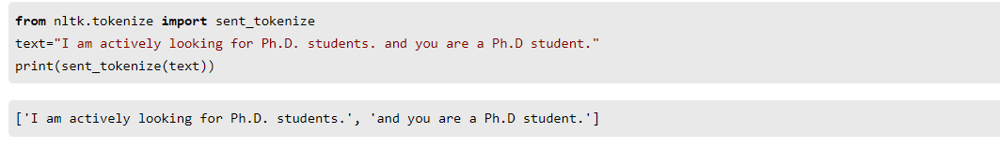 from nltk.tokenize import sent_tokenize
text="I am actively looking for Ph.D. students. and you are a Ph.D student."
print(sent_tokenize(text))
['I am actively looking for Ph.D. students.', 'and you are a Ph.D student.']